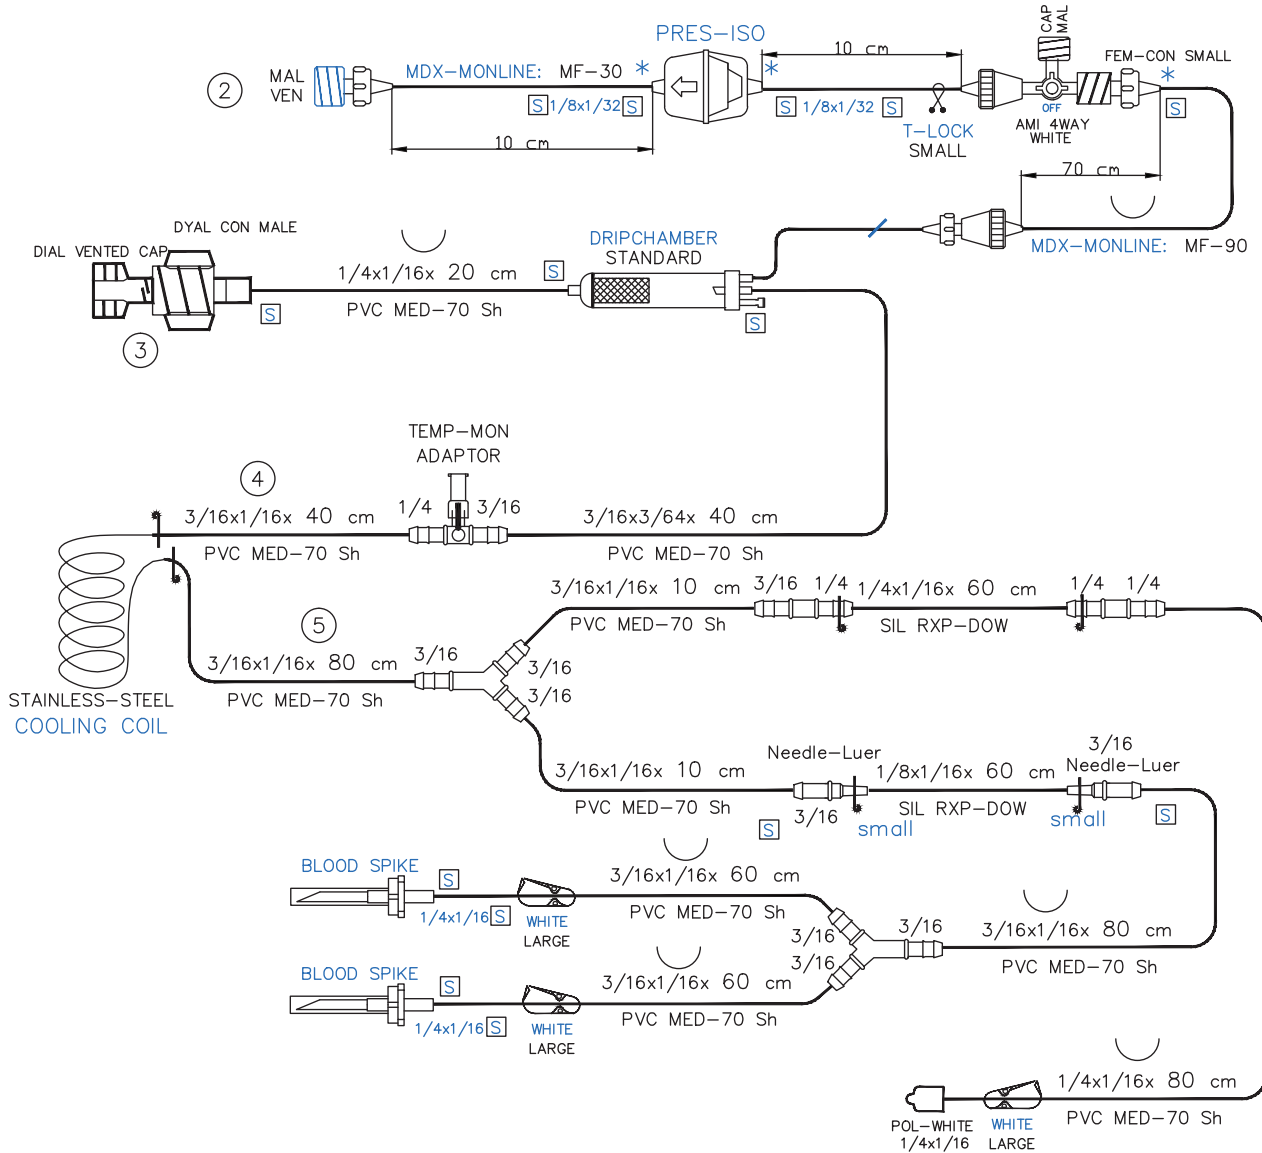 PRES-ISO
10 cm
CAP
MAL
FEM-CON SMALL
2
MAL
VEN
MDX-MONLINE: MF-30
*
*
*
S 1/8x1/32 S
S 1/8x1/32 S
OFF
S
T-LOCK
SMALL
AMI 4WAY
WHITE
10 cm
70 cm
DYAL CON MALE
DIAL VENTED CAP
DRIPCHAMBER
STANDARD
MDX-MONLINE: MF-90
1/4x1/16x 20 cm
S
PVC MED-70 Sh
S
S
3
TEMP-MON
ADAPTOR
4
3/16x1/16x 40 cm
1/4
3/16
3/16x3/64x 40 cm
PVC MED-70 Sh
PVC MED-70 Sh
3/16x1/16x 10 cm
3/16
1/4
1/4x1/16x 60 cm
1/4
1/4
PVC MED-70 Sh
SIL RXP-DOW
5
3/16x1/16x 80 cm
3/16
3/16
3/16
PVC MED-70 Sh
STAINLESS-STEEL
COOLING COIL
3/16x1/16x 10 cm
Needle-Luer
1/8x1/16x 60 cm
3/16
Needle-Luer
PVC MED-70 Sh
3/16
SIL RXP-DOW
S
small
small
S
BLOOD SPIKE
S
3/16x1/16x 60 cm
1/4x1/16 S
WHITE
LARGE
PVC MED-70 Sh
3/16
3/16
3/16
3/16x1/16x 80 cm
PVC MED-70 Sh
BLOOD SPIKE
S
3/16x1/16x 60 cm
1/4x1/16 S
WHITE
LARGE
PVC MED-70 Sh
1/4x1/16x 80 cm
PVC MED-70 Sh
POL-WHITE
1/4x1/16
WHITE
LARGE